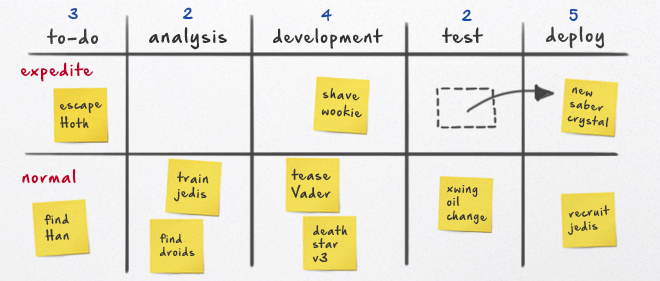 3 2 4 2 5
to-do analysis development test deploy
expedite
escape
Hoth
shave
wookie
new
saber
crystal
normal
find
Han
train
jedis
find
droids
tease
Vader
death
star
v3
xwing
oil
change
recruit
jedis